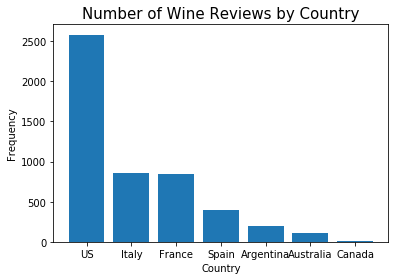 Number of Wine Reviews by Country
Frequency
2500
2000
1500
1000
500
0
US Italy France Spain Argentina Australia Canada
Country